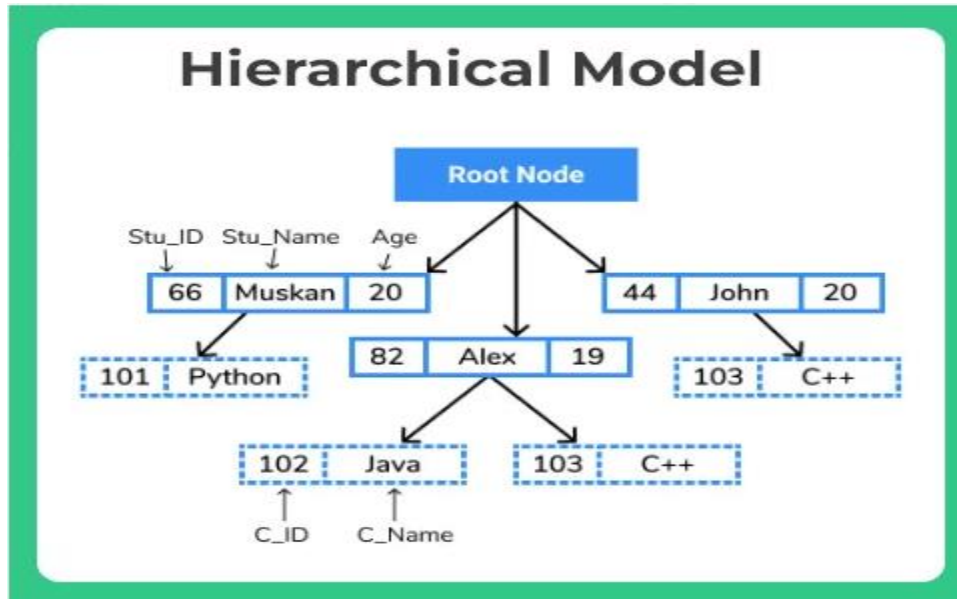 Hierarchical Model
Root Node
Stu_ID Stu_Name Age
66 Muskan 20
44 John 20
82 Alex 19
101 Python
103 C++
102 Java
103 C++
C_ID C_Name